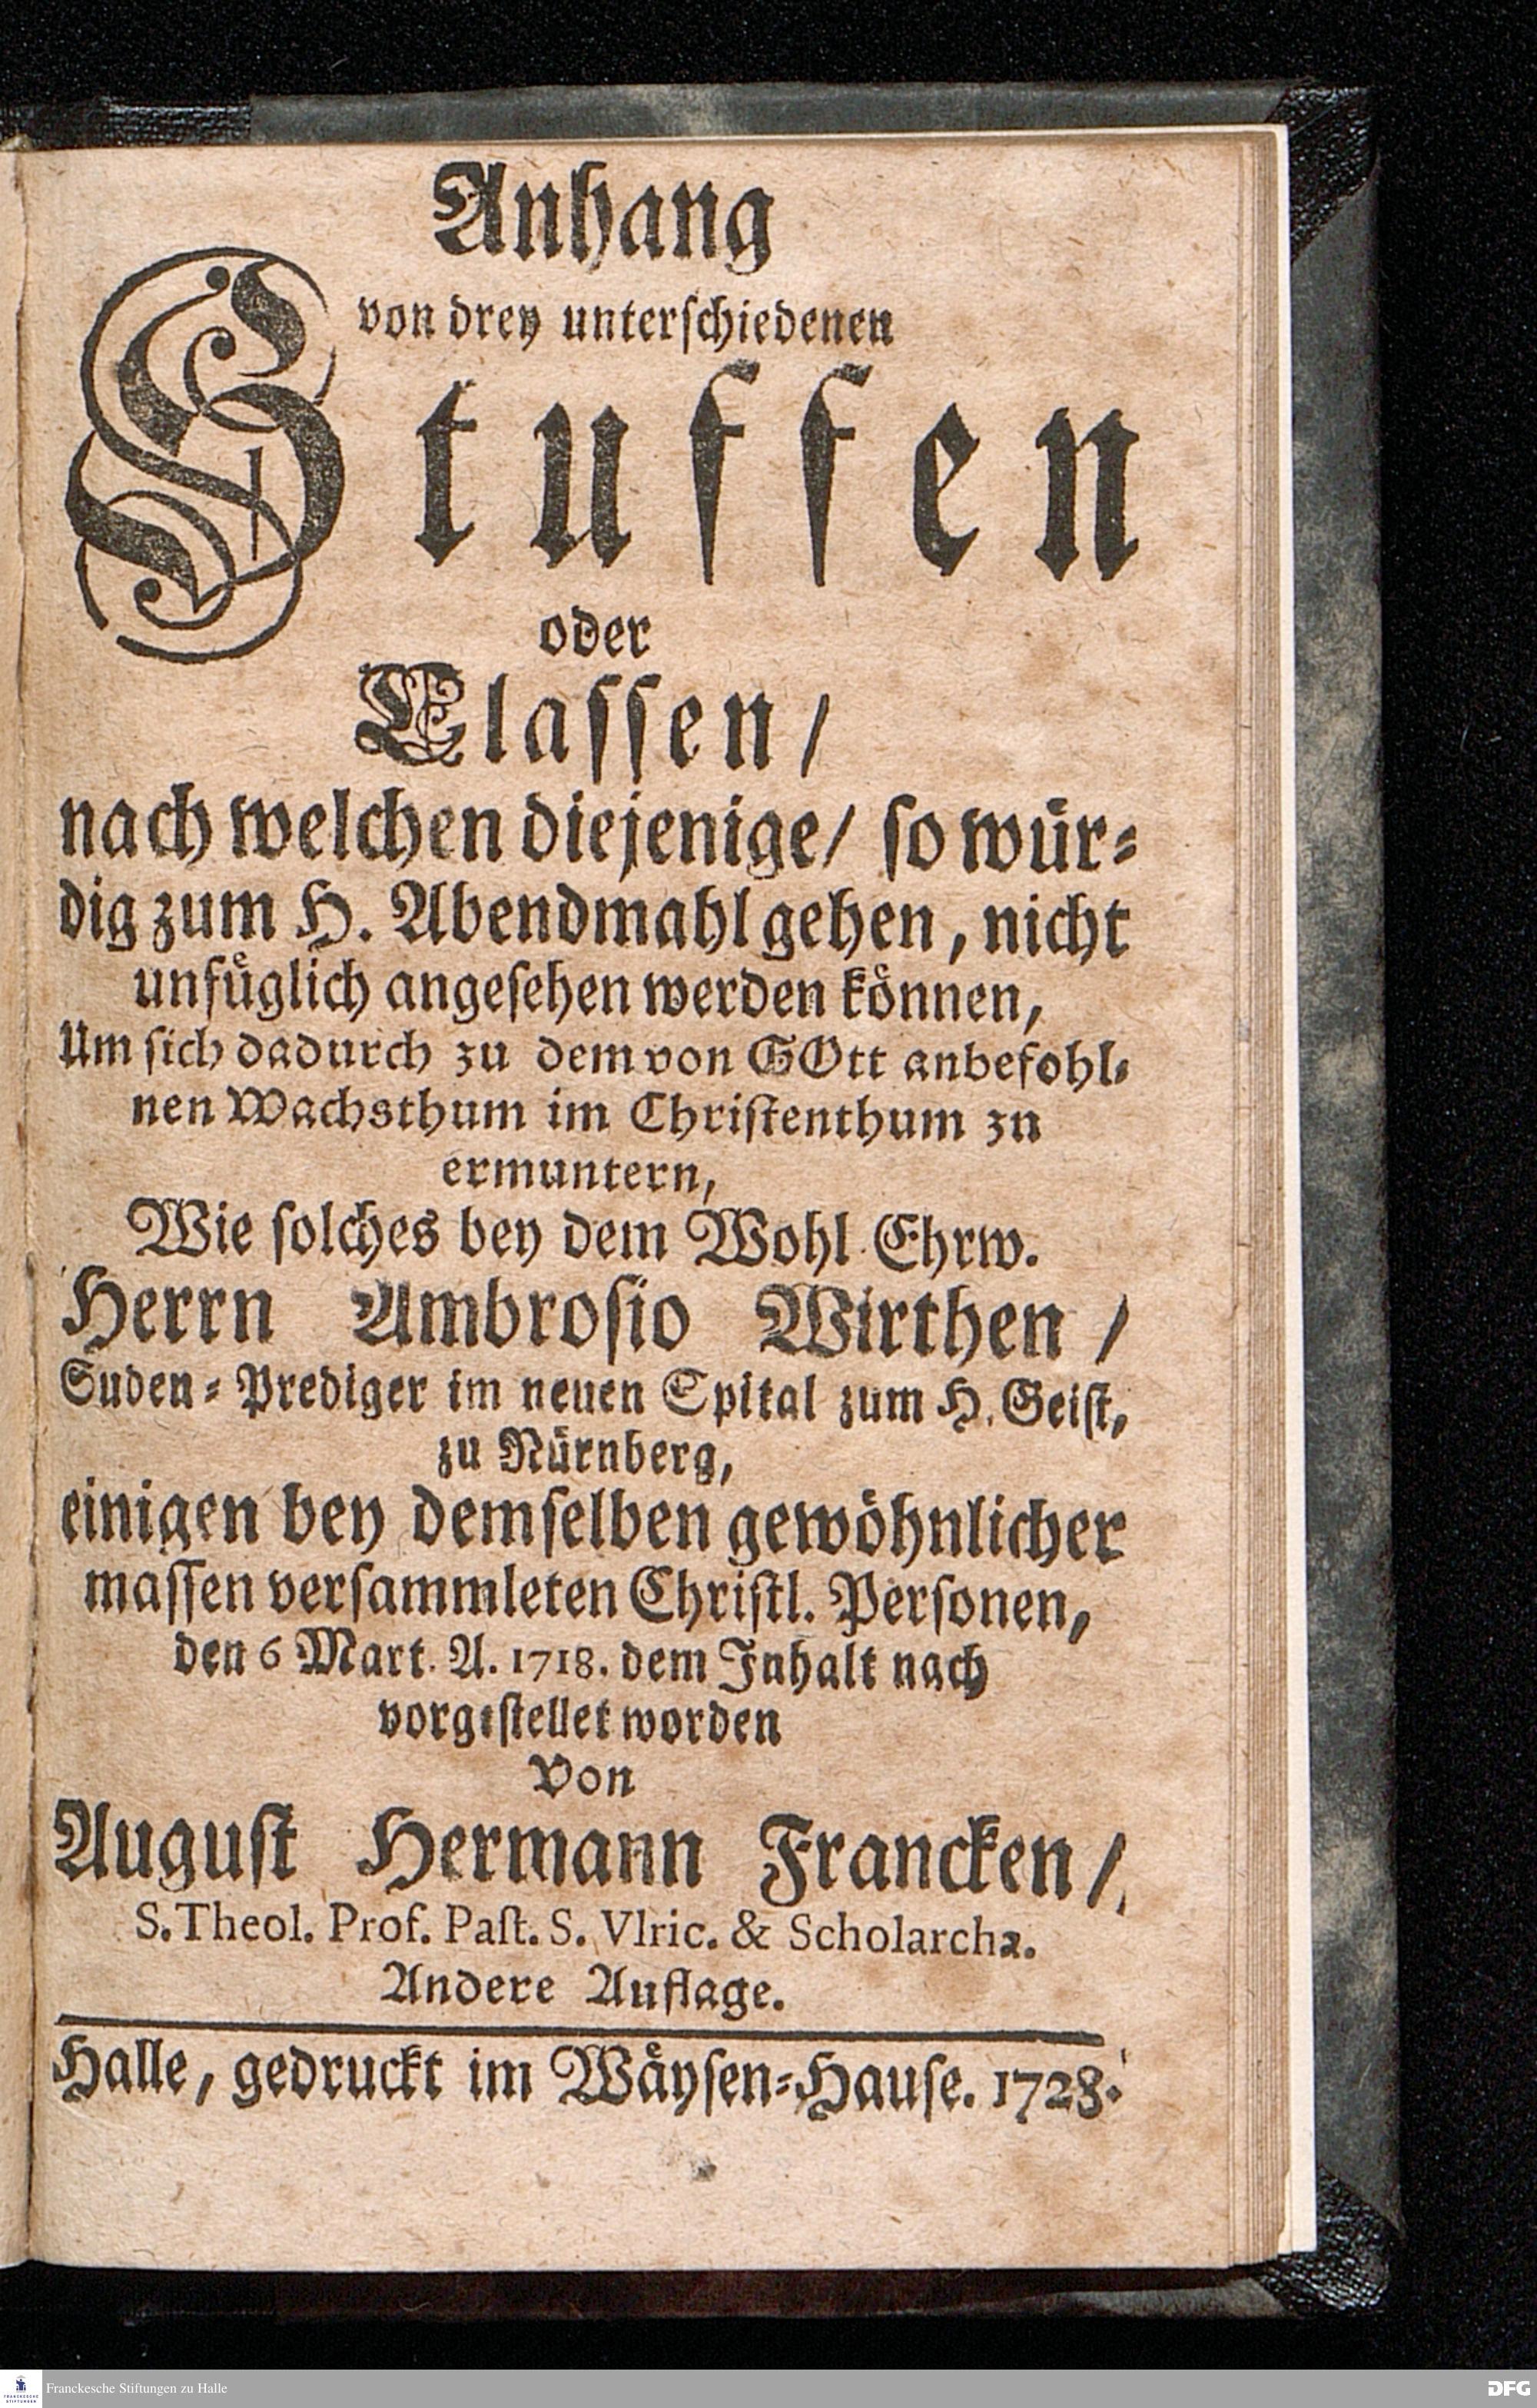 Anhang
von drey unterschiedenen
Stuffen
oder
Classen/
nach welchen diejenige/ so wür-
dig zum H. Abendmahl gehen, nicht
unfüglich angesehen werden können,
Um sich dadurch zu dem von GOtt anbefohl-
nen Wachsthum im Christenthum zu
ermuntern,
Wie solches bey dem Wohl Ehrw.
Herrn Ambrosio Wirthen /
Suden-Prediger im neuen Spital zum H. Geist,
zu Nürnberg,
einigen bey demselben gewöhnlicher
massen versammleten Christl. Personen,
den 6 Mart. A. 1718. dem Inhalt nach
vorgestellet worden
Von
August Hermann Francken/
S. Theol. Prof. Past. S. Vlric. & Scholarcha.
Andere Auflage.
Halle, gedruckt im Wäysen-Hause. 1728.
FRANCKESCHE STIFTUNGEN
Franckesche Stiftungen zu Halle
DFG